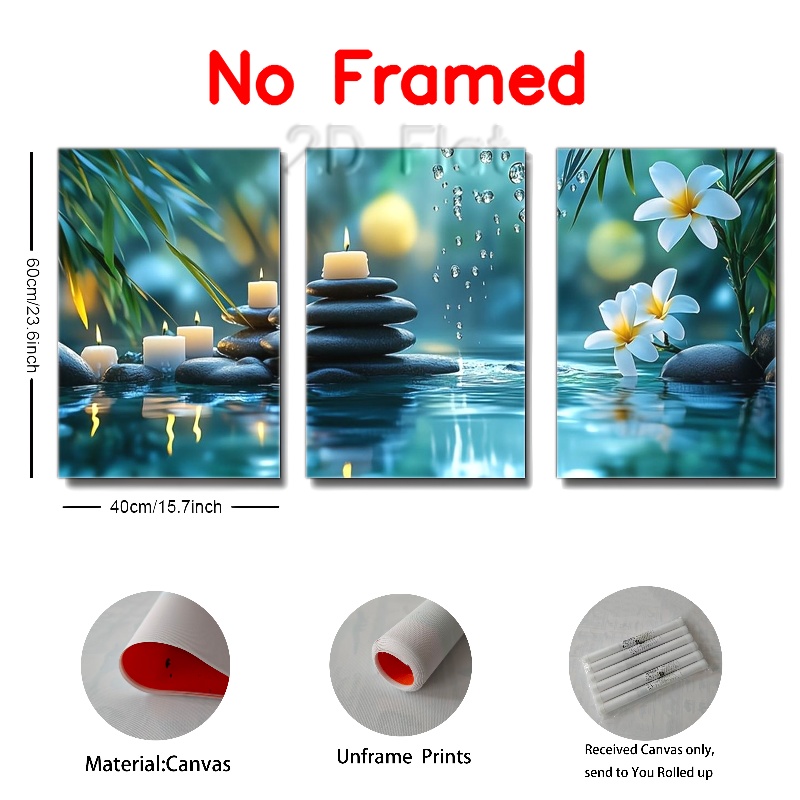 No Framed
2D Flat
60cm/23.6inch
40cm/15.7inch
Material:Canvas
Unframe Prints
Received Canvas only,
send to You Rolled up